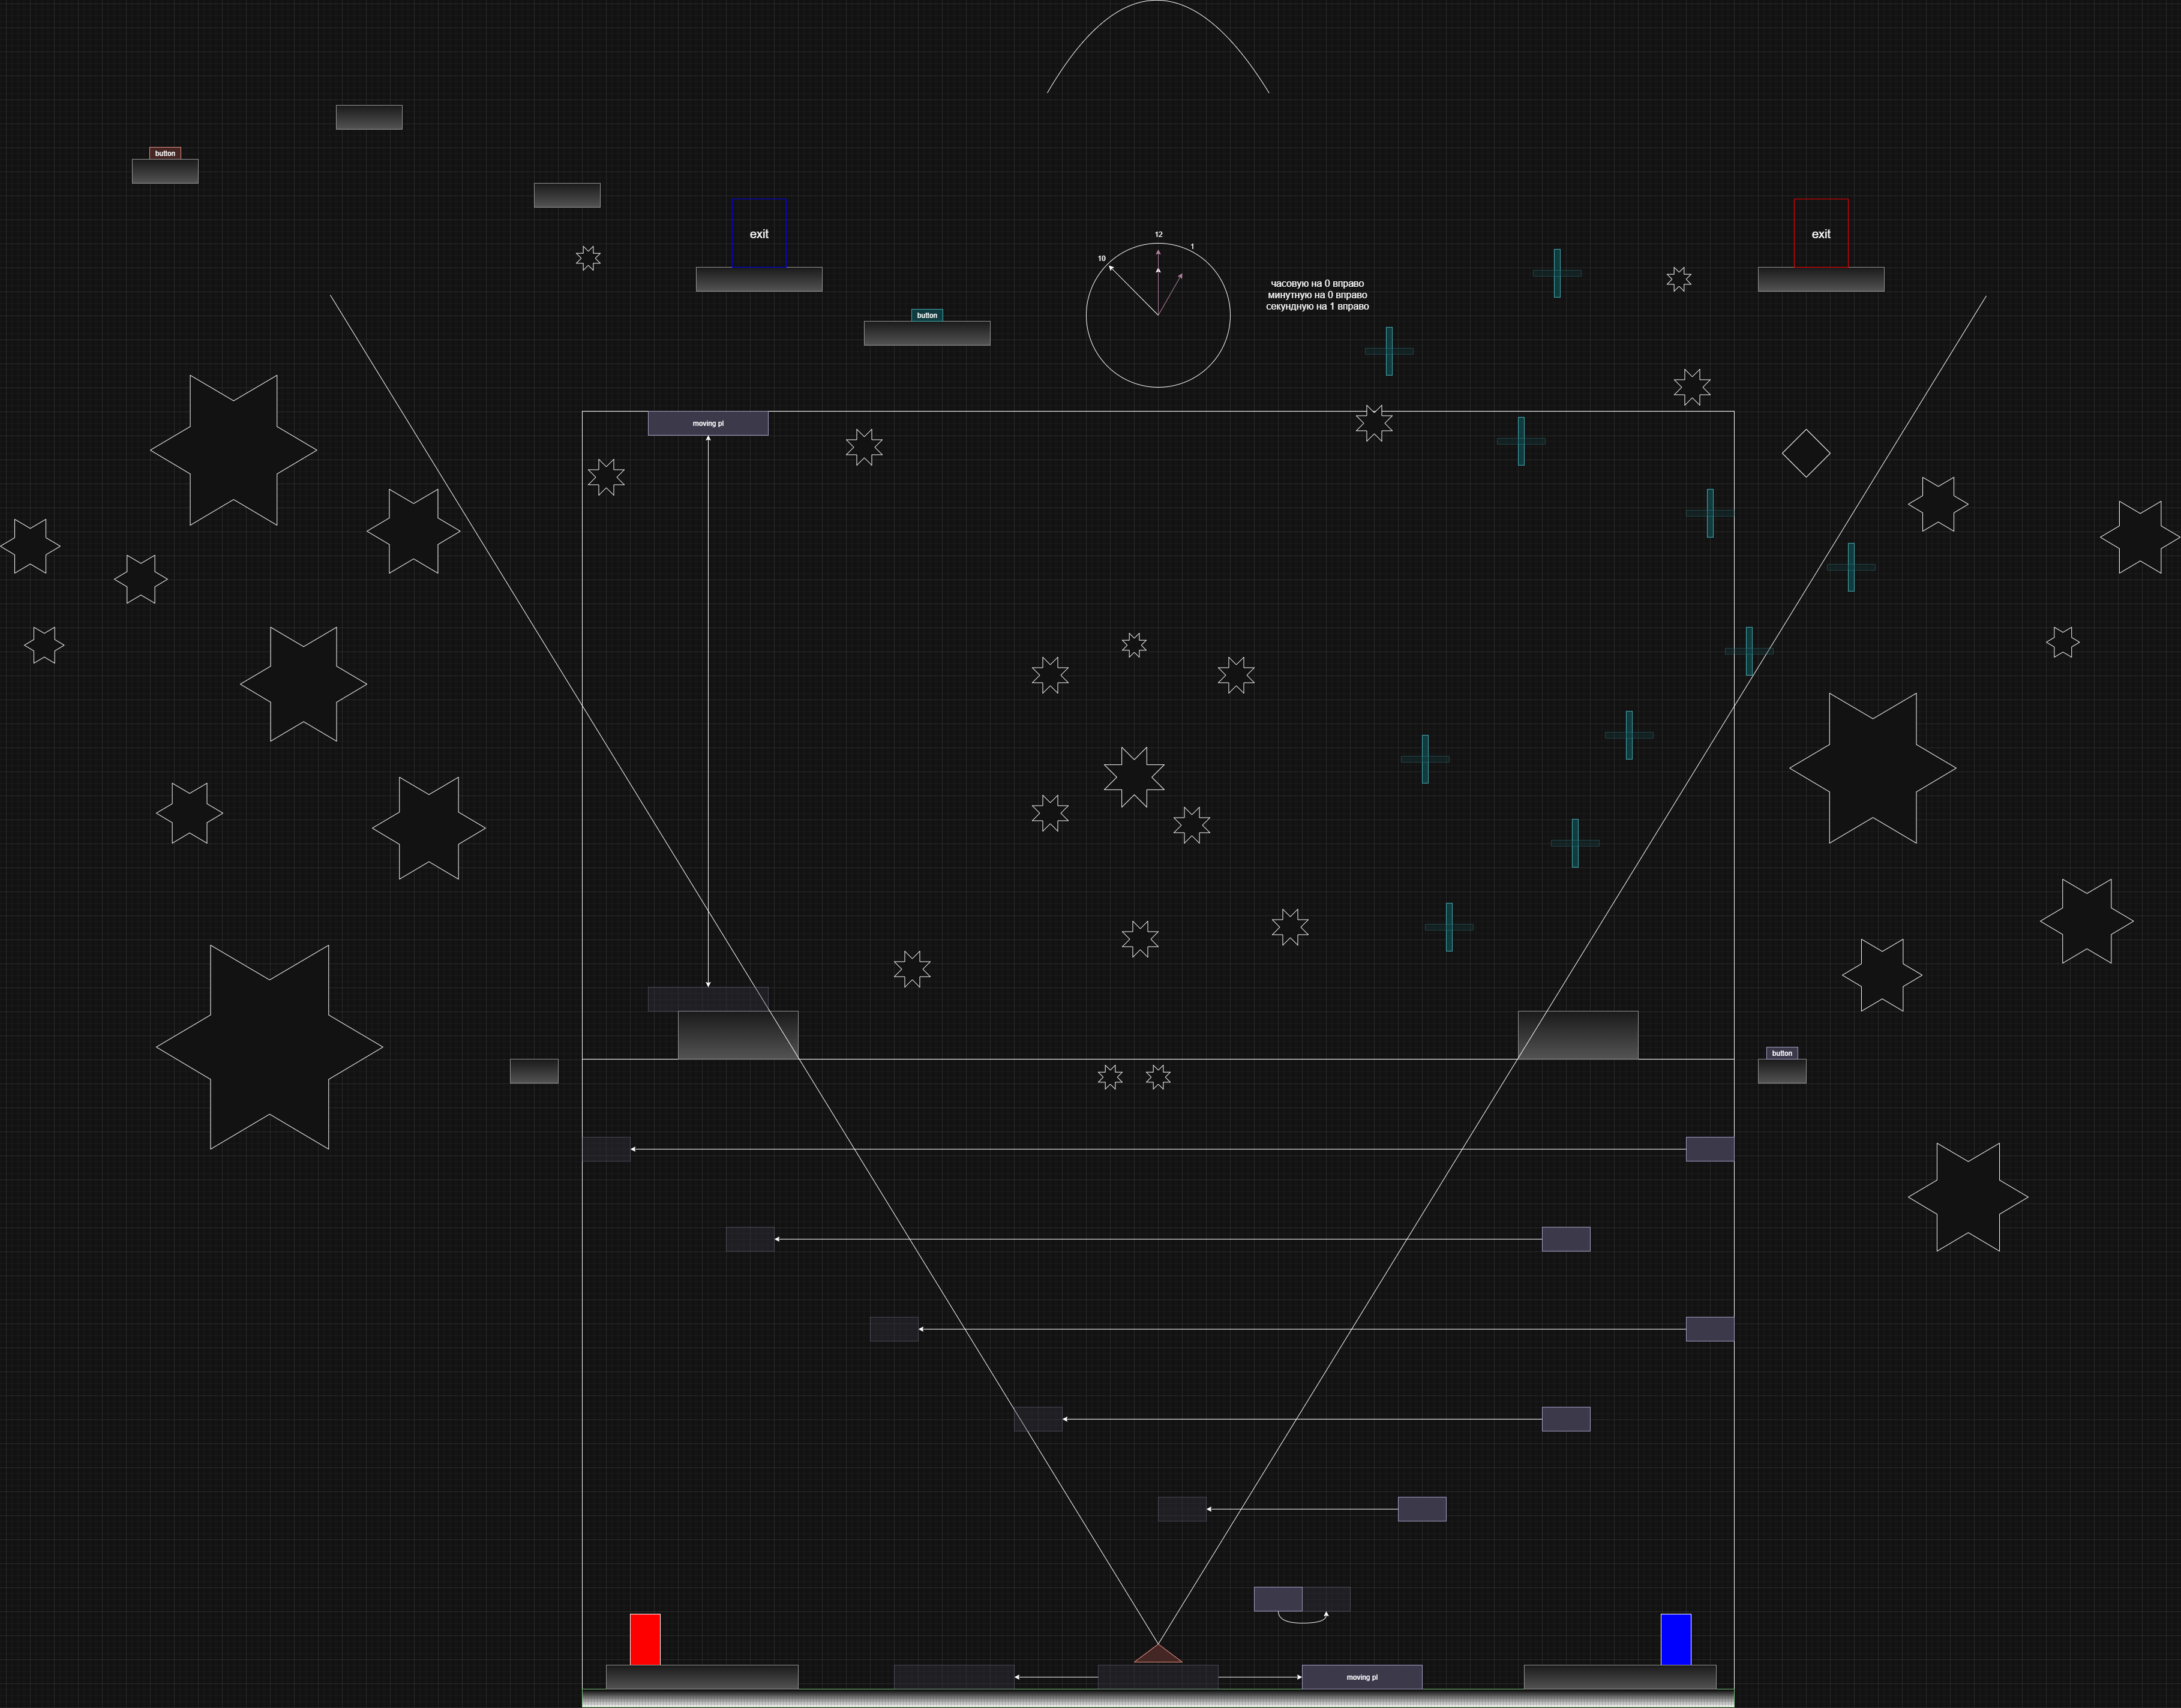 button
exit
exit
12
1
10
часовую на 0 вправо
минутную на 0 вправо
секундную на 1 вправо
button
moving pl
button
moving pl